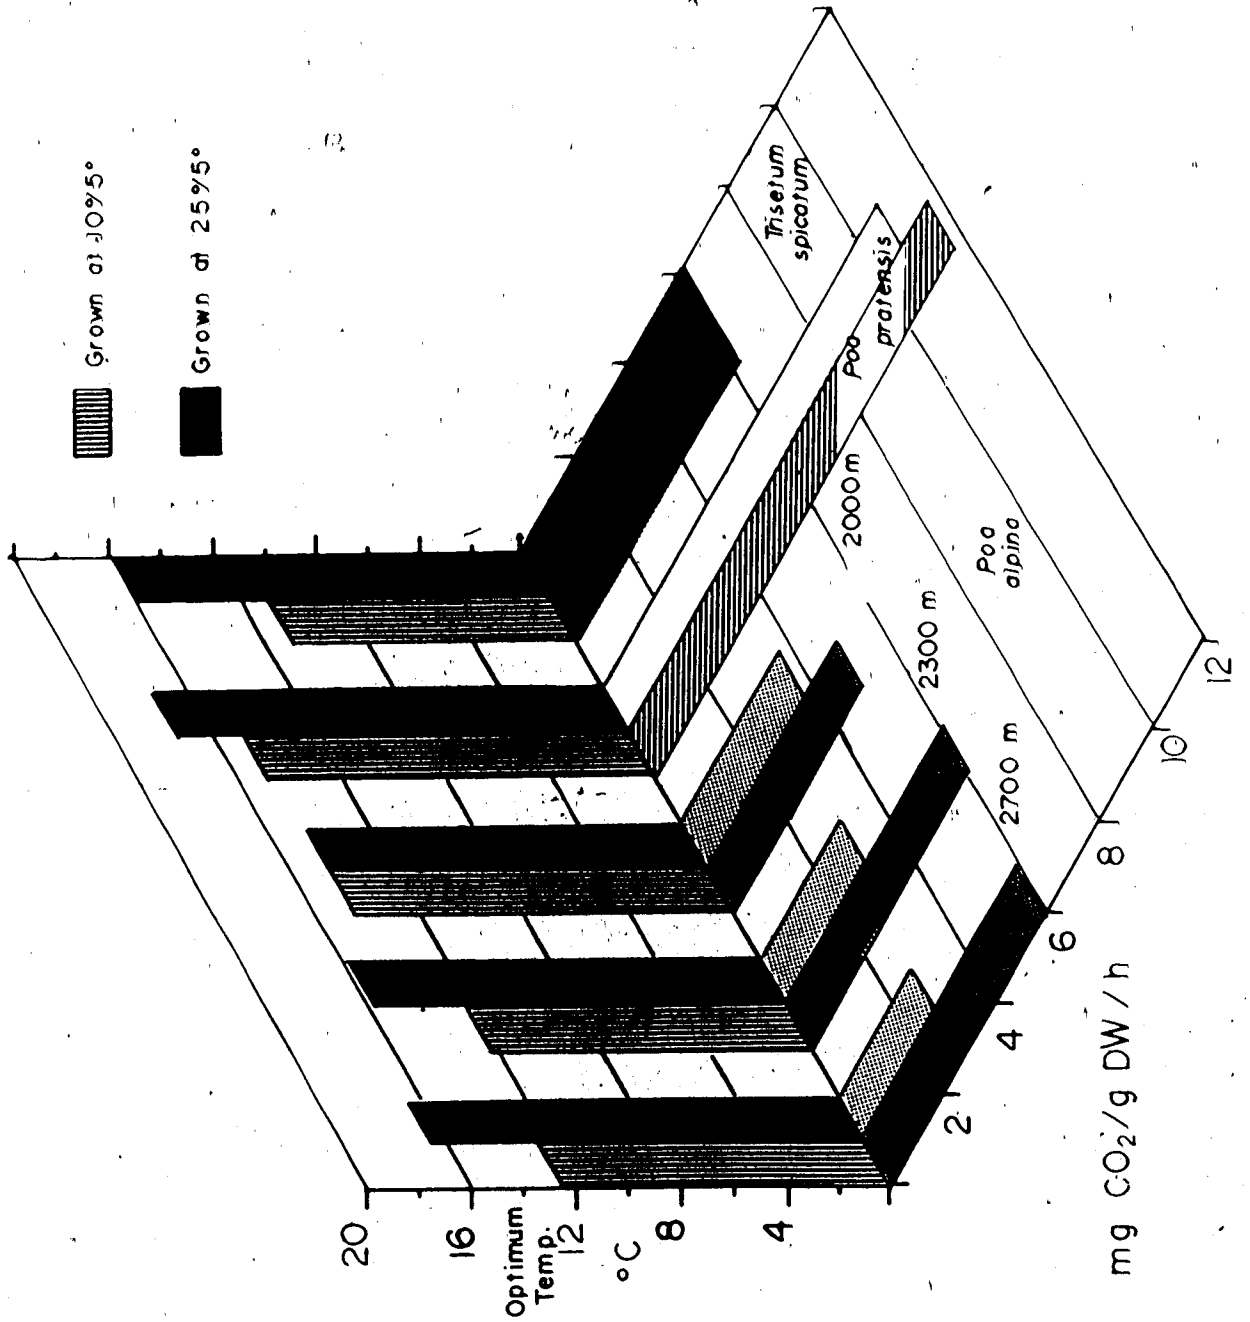 Grown at 10°/5°
Grown at 25°/5°
Trisetum
spicatum
Poa
pratensis
2000m
2300 m
2700 m
Poa
alpina
20
16
12
8
4
Optimum
Temp.
°C
2
4
6
8
10
12
mg CO₂/g DW/h